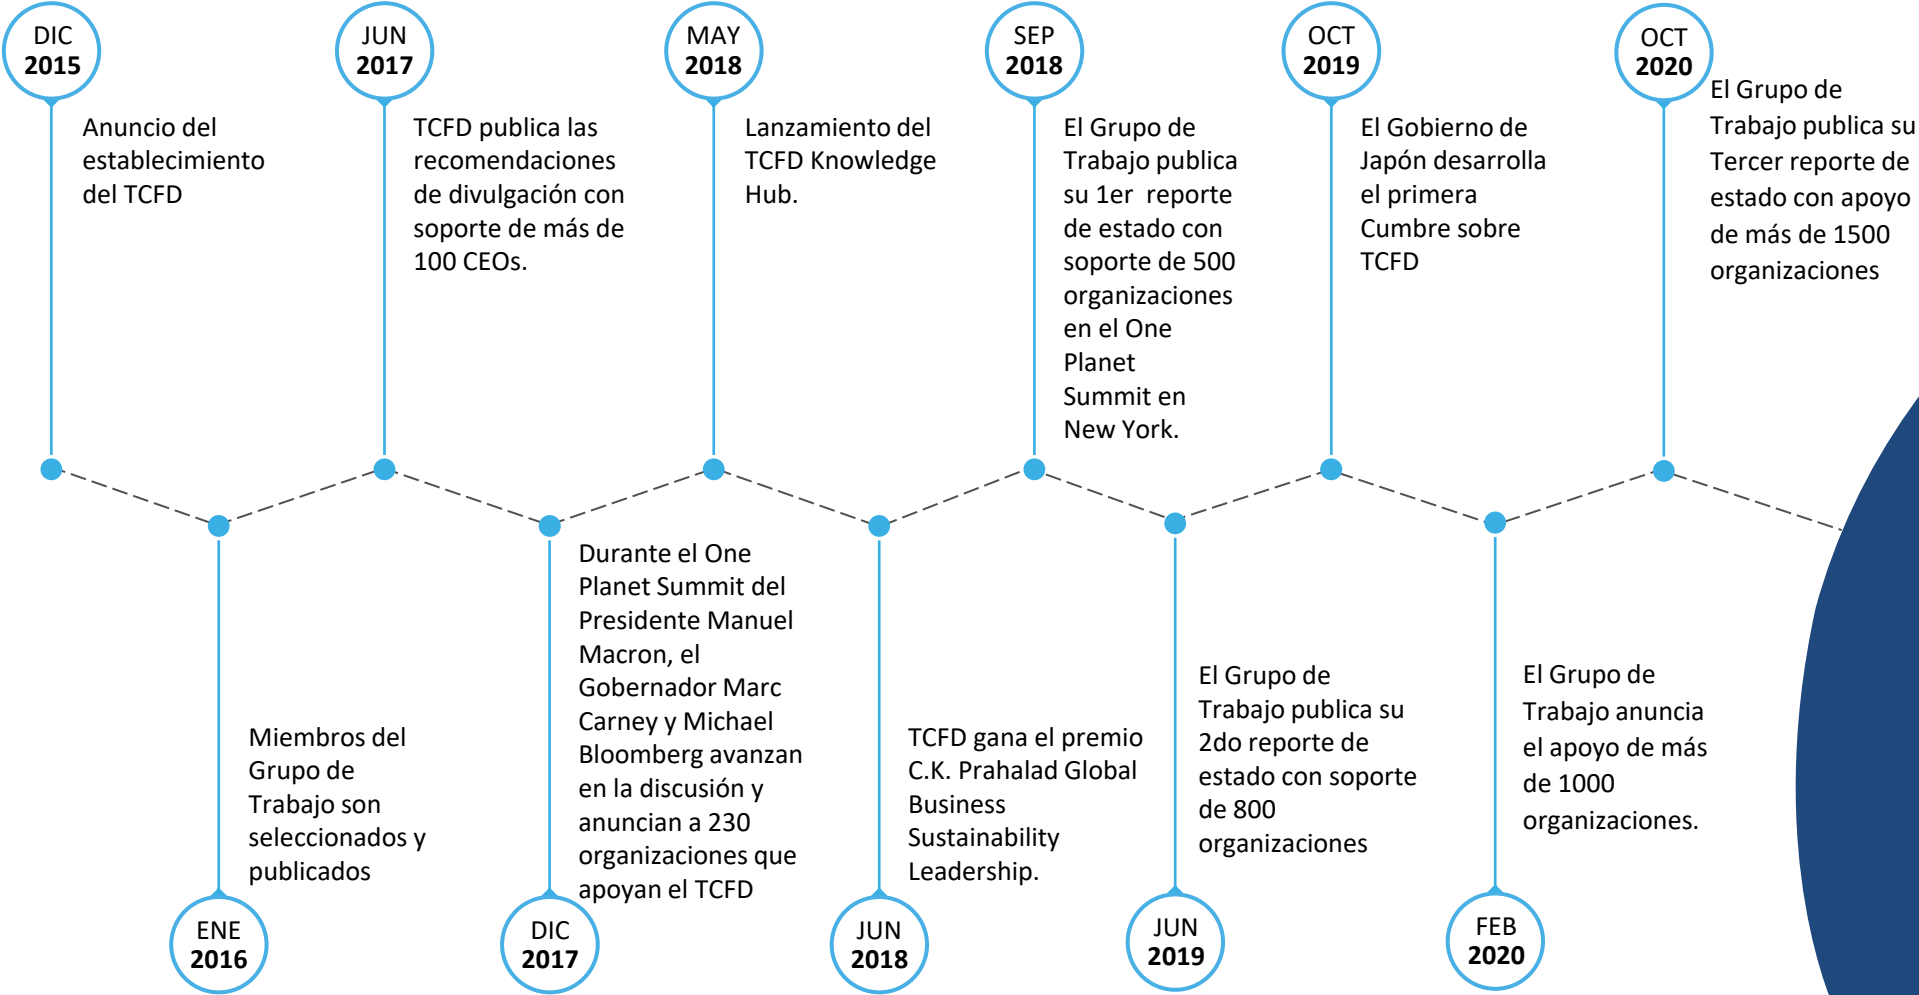 DIC
2015
Anuncio del
establecimiento
del TCFD
JUN
2017
TCFD publica las
recomendaciones
de divulgación con
soporte de más de
100 CEOs.
MAY
2018
Lanzamiento del
TCFD Knowledge
Hub.
SEP
2018
El Grupo de
Trabajo publica
su 1er reporte
de estado con
soporte de 500
organizaciones
en el One
Planet
Summit en
New York.
OCT
2019
El Gobierno de
Japón desarrolla
el primera
Cumbre sobre
TCFD
OCT
2020
El Grupo de
Trabajo publica su
Tercer reporte de
estado con apoyo
de más de 1500
organizaciones
Miembros del
Grupo de
Trabajo son
seleccionados y
publicados
ENE
2016
Durante el One
Planet Summit del
Presidente Manuel
Macron, el
Gobernador Marc
Carney y Michael
Bloomberg avanzan
en la discusión y
anuncian a 230
organizaciones que
apoyan el TCFD
DIC
2017
TCFD gana el premio
C.K. Prahalad Global
Business
Sustainability
Leadership.
JUN
2018
El Grupo de
Trabajo publica su
2do reporte de
estado con soporte
de 800
organizaciones
JUN
2019
El Grupo de
Trabajo anuncia
el apoyo de más
de 1000
organizaciones.
FEB
2020